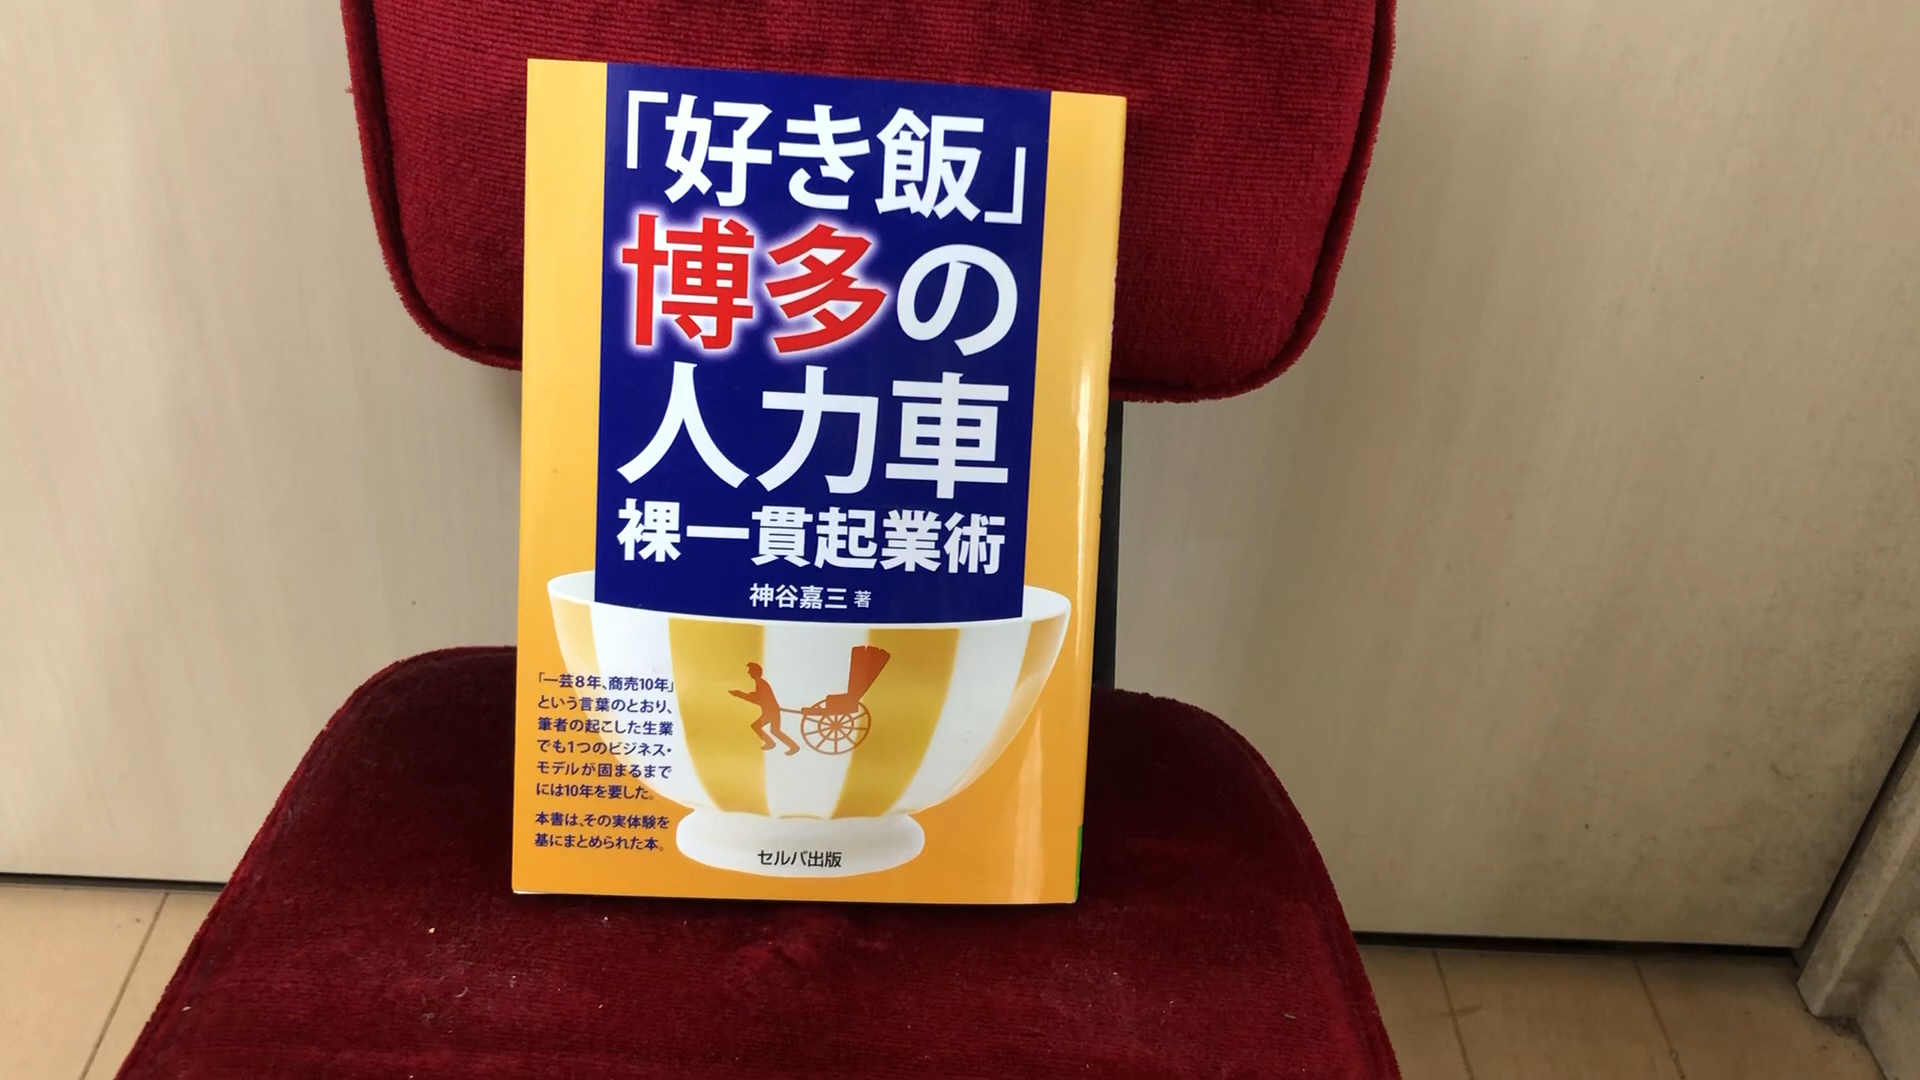 「好き飯」
博多の
人力車
裸一貫起業術
神谷嘉三 著
「一芸8年、商売10年」
という言葉のとおり、
筆者の起こした生業
でも1つのビジネス・
モデルが固まるまで
には10年を要した。
本書は、その実体験を
基にまとめられた本。
セルバ出版